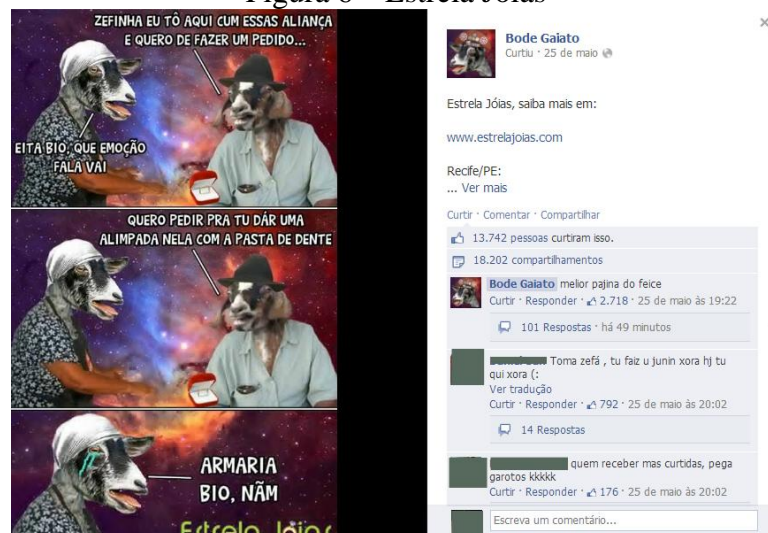 Figura 8 – Estrela Jóias
ZEFINHA EU TÔ AQUI CUM ESSAS ALIANÇA
E QUERO DE FAZER UM PEDIDO...
EITA BIO, QUE EMOÇÃO
FALA VAI
QUERO PEDIR PRA TU DÁR UMA
ALIMPADA NELA COM A PASTA DE DENTE
ARMARIA
BIO, NÃM
Estrela Jóias
Bode Gaiato
Curtiu · 25 de maio
Estrela Jóias, saiba mais em:
www.estrelajoias.com
Recife/PE:
... Ver mais
Curtir · Comentar · Compartilhar
13.742 pessoas curtiram isso.
18.202 compartilhamentos
Bode Gaiato melior pajina do feice
Curtir · Responder · 2.718 · 25 de maio às 19:22
101 Respostas · há 49 minutos
Toma zefá , tu faiz u junin xora hj tu
qui xora (:
Ver tradução
Curtir · Responder · 792 · 25 de maio às 20:02
14 Respostas
quem receber mas curtidas, pega
garotos kkkkk
Curtir · Responder · 176 · 25 de maio às 20:02
Escreva um comentário...